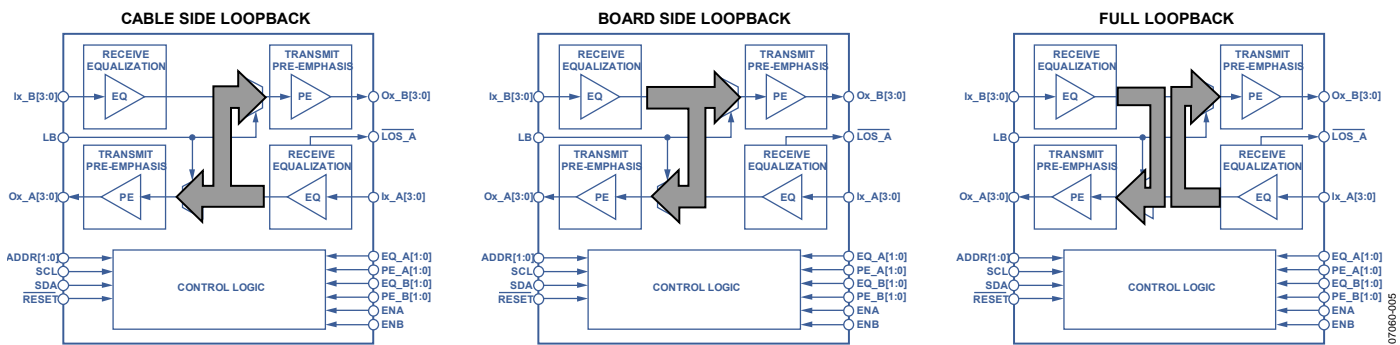 CABLE SIDE LOOPBACK
RECEIVE
EQUALIZATION
TRANSMIT
PRE-EMPHASIS
Ix_B[3:0]
EQ
PE
Ox_B[3:0]
LB
LOS_A
TRANSMIT
PRE-EMPHASIS
RECEIVE
EQUALIZATION
Ox_A[3:0]
PE
EQ
Ix_A[3:0]
ADDR[1:0]
SCL
SDA
RESET
CONTROL LOGIC
EQ_A[1:0]
PE_A[1:0]
EQ_B[1:0]
PE_B[1:0]
ENA
ENB
BOARD SIDE LOOPBACK
RECEIVE
EQUALIZATION
TRANSMIT
PRE-EMPHASIS
Ix_B[3:0]
EQ
PE
Ox_B[3:0]
LB
LOS_A
TRANSMIT
PRE-EMPHASIS
RECEIVE
EQUALIZATION
Ox_A[3:0]
PE
EQ
Ix_A[3:0]
ADDR[1:0]
SCL
SDA
RESET
CONTROL LOGIC
EQ_A[1:0]
PE_A[1:0]
EQ_B[1:0]
PE_B[1:0]
ENA
ENB
FULL LOOPBACK
RECEIVE
EQUALIZATION
TRANSMIT
PRE-EMPHASIS
Ix_B[3:0]
EQ
PE
Ox_B[3:0]
LB
LOS_A
TRANSMIT
PRE-EMPHASIS
RECEIVE
EQUALIZATION
Ox_A[3:0]
PE
EQ
Ix_A[3:0]
ADDR[1:0]
SCL
SDA
RESET
CONTROL LOGIC
EQ_A[1:0]
PE_A[1:0]
EQ_B[1:0]
PE_B[1:0]
ENA
ENB
07060-005